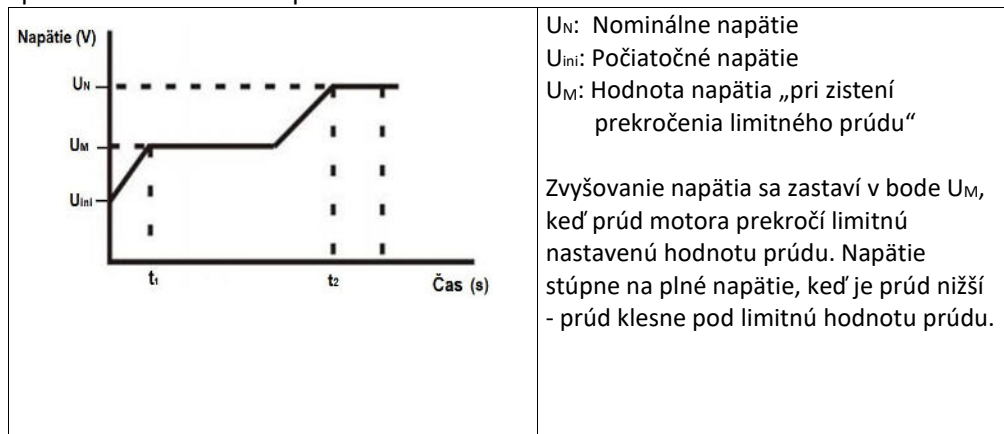 Napätie (V)
UN
UM
Uini
t1
t2
Čas (s)
UN: Nominálne napätie
Uini: Počiatočné napätie
UM: Hodnota napätia „pri zistení
prekročenia limitného prúdu“
Zvyšovanie napätia sa zastaví v bode UM,
keď prúd motora prekročí limitnú
nastavenú hodnotu prúdu. Napätie
stúpne na plné napätie, keď je prúd nižší
- prúd klesne pod limitnú hodnotu prúdu.